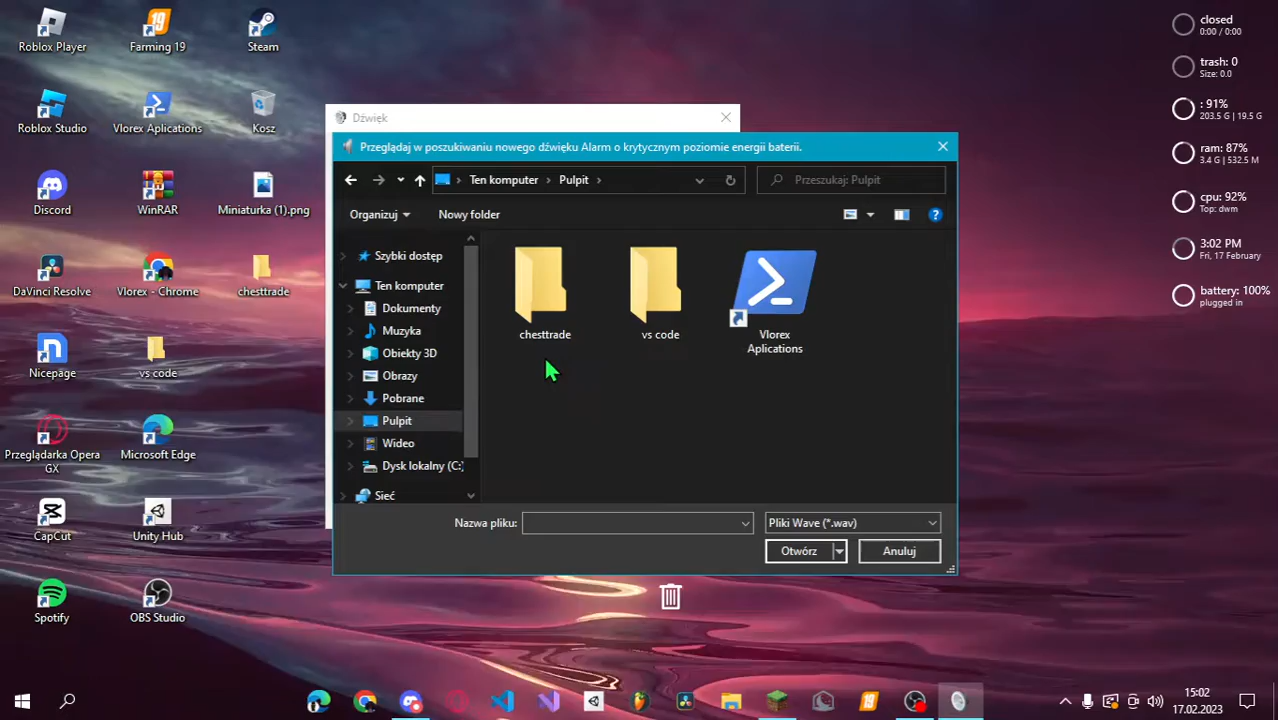 Roblox Player
Farming 19
Steam
Roblox Studio
Vlorex Aplications
Kosz
Discord
WinRAR
Miniaturka (1).png
DaVinci Resolve
Vlorex - Chrome
chesttrade
Nicepage
vs code
Przeglądarka Opera
GX
Microsoft Edge
CapCut
Unity Hub
Spotify
OBS Studio
Dźwięk
Przeglądaj w poszukiwaniu nowego dźwięku Alarm o krytycznym poziomie energii baterii.
Ten komputer
Pulpit
Przeszukaj: Pulpit
Organizuj
Nowy folder
Szybki dostęp
Ten komputer
Dokumenty
Muzyka
Obiekty 3D
Obrazy
Pobrane
Pulpit
Wideo
Dysk lokalny (C:)
Sieć
chesttrade
vs code
Vlorex
Aplications
Nazwa pliku:
Pliki Wave (*.wav)
Otwórz
Anuluj
closed
0:00 / 0:00
trash: 0
Size: 0.0
: 91%
203.5 G | 19.5 G
ram: 87%
3.4 G | 532.5 M
cpu: 92%
Top: dwm
3:02 PM
Fri, 17 February
battery: 100%
plugged in
15:02
17.02.2023